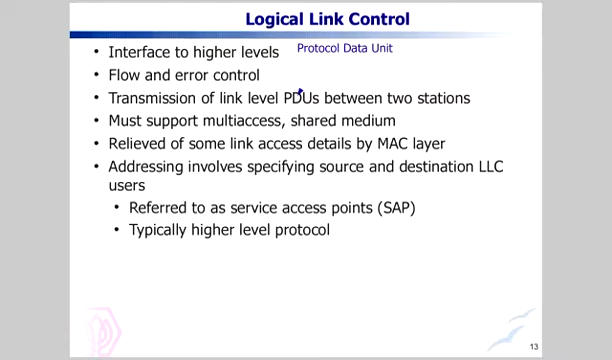 Logical Link Control
• Interface to higher levels
Protocol Data Unit
• Flow and error control
• Transmission of link level PDUs between two stations
• Must support multiaccess, shared medium
• Relieved of some link access details by MAC layer
• Addressing involves specifying source and destination LLC
users
• Referred to as service access points (SAP)
• Typically higher level protocol
13